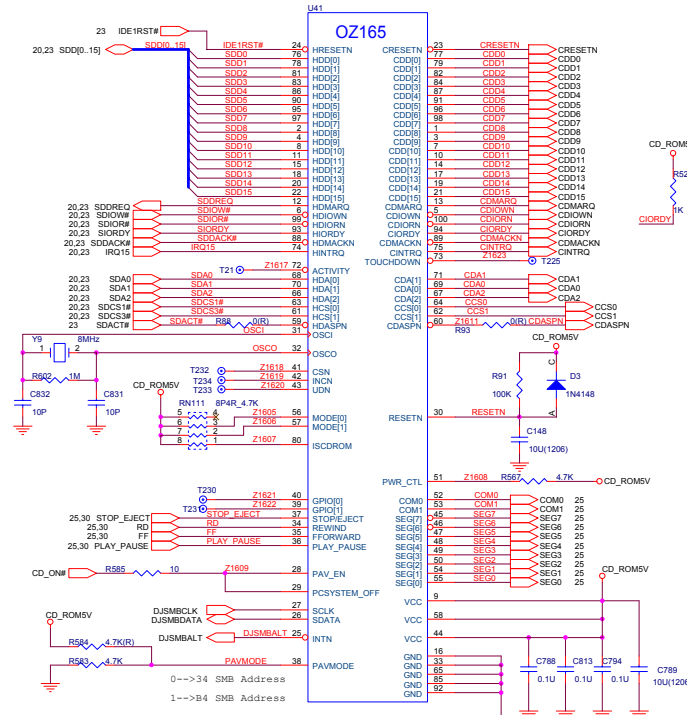 U41
OZ165
23 IDE1RST#
20,23 SDD[0..15]
SDD[0..15]
IDE1RST# 24 HRESETN CRESETN 23 CRESETN CRESETN
SDD0 76 HDD[0] CDD[0] 77 CDD0 CDD0
SDD1 78 HDD[1] CDD[1] 79 CDD1 CDD1
SDD2 81 HDD[2] CDD[2] 82 CDD2 CDD2
SDD3 83 HDD[3] CDD[3] 84 CDD3 CDD3
SDD4 86 HDD[4] CDD[4] 87 CDD4 CDD4
SDD5 90 HDD[5] CDD[5] 91 CDD5 CDD5
SDD6 95 HDD[6] CDD[6] 96 CDD6 CDD6
SDD7 97 HDD[7] CDD[7] 98 CDD7 CDD7
SDD8 2 HDD[8] CDD[8] 1 CDD8 CDD8
SDD9 4 HDD[9] CDD[9] 3 CDD9 CDD9
SDD10 8 HDD[10] CDD[10] 7 CDD10 CDD10
SDD11 11 HDD[11] CDD[11] 10 CDD11 CDD11
SDD12 15 HDD[12] CDD[12] 14 CDD12 CDD12
SDD13 18 HDD[13] CDD[13] 17 CDD13 CDD13
SDD14 20 HDD[14] CDD[14] 19 CDD14 CDD14
SDD15 22 HDD[15] CDD[15] 21 CDD15 CDD15
20,23 SDDREQ SDDREQ 12 HDMARQ CDMARQ 13 CDMARQ CDMARQ
20,23 SDIOW# SDIOW# 6 HDIOWN CDIOWN 5 CDIOWN CDIOWN
20,23 SDIOR# SDIOR# 99 HDIORN CDIORN 100 CDIORN CDIORN
20,23 SIORDY SIORDY 93 HIORDY CIORDY 94 CIORDY CIORDY
20,23 SDDACK# SDDACK# 88 HDMACKN CDMACKN 89 CDMACKN CDMACKN
20,23 IRQ15 IRQ15 74 HINTRQ CINTRQ 75 CINTRQ CINTRQ
TOUCHDOWN 73 Z1623 T225
CD_ROM5V
R52
CIORDY 1K
T21 Z1617 72 ACTIVITY
20,23 SDA0 SDA0 68 HDA[0] CDA[1] 71 CDA1 CDA1
20,23 SDA1 SDA1 70 HDA[1] CDA[0] 69 CDA0 CDA0
20,23 SDA2 SDA2 66 HDA[2] CDA[2] 67 CDA2 CDA2
20,23 SDCS1# SDCS1# 63 HCS[0] CCS[0] 64 CCS0 CCS0
20,23 SDCS3# SDCS3# 61 HCS[1] CCS[1] 62 CCS1 CCS1
23 SDACT# SDACT# R88 0(R) 59 HDASPN CDASPN 60 Z1611 R93 0(R) CDASPN CDASPN
OSCI 31 OSCI
Y9 8MHz
1 2
OSCO 32 OSCO
R602 1M
C832 10P
C831 10P
T232 Z1618 41 CSN
T234 Z1619 42 INCN
T233 Z1620 43 UDN
CD_ROM5V
RN111 8P4R_4.7K
5 4 Z1605 56 MODE[0]
6 3 Z1606 57 MODE[1]
7 2
8 1 Z1607 80 ISCDROM
CD_ROM5V
R91 100K
C D3 1N4148 A
RESETN 30 RESETN
C148
10U(1206)
PWR_CTL 51 Z1608 R567 4.7K CD_ROM5V
T230 Z1621 40 GPIO[0]
T231 Z1622 39 GPIO[1]
25,30 STOP_EJECT STOP_EJECT 37 STOP/EJECT
25,30 RD RD 34 REWIND
25,30 FF FF 35 FFORWARD
25,30 PLAY_PAUSE PLAY_PAUSE 36 PLAY_PAUSE
COM0 52 COM0 COM0 25
COM1 53 COM1 COM1 25
SEG[7] 45 SEG7 SEG7 25
SEG[6] 46 SEG6 SEG6 25
SEG[5] 47 SEG5 SEG5 25
SEG[4] 48 SEG4 SEG4 25
SEG[3] 49 SEG3 SEG3 25
SEG[2] 50 SEG2 SEG2 25
SEG[1] 54 SEG1 SEG1 25
SEG[0] 55 SEG0 SEG0 25
CD_ON# R585 10 Z1609 28 PAV_EN
29 PCSYSTEM_OFF
DJSMBCLK 27 SCLK
DJSMBDATA 26 SDATA
DJSMBALT DJSMBALT 25 INTN
CD_ROM5V
R584 4.7K(R)
R583 4.7K
PAVMODE 38 PAVMODE
0-->34 SMB Address
1-->B4 SMB Address
CD_ROM5V
VCC 9
VCC 58
VCC 44
GND 16
GND 33
GND 65
GND 85
GND 92
C788 0.1U
C813 0.1U
C794 0.1U
C789 10U(1206